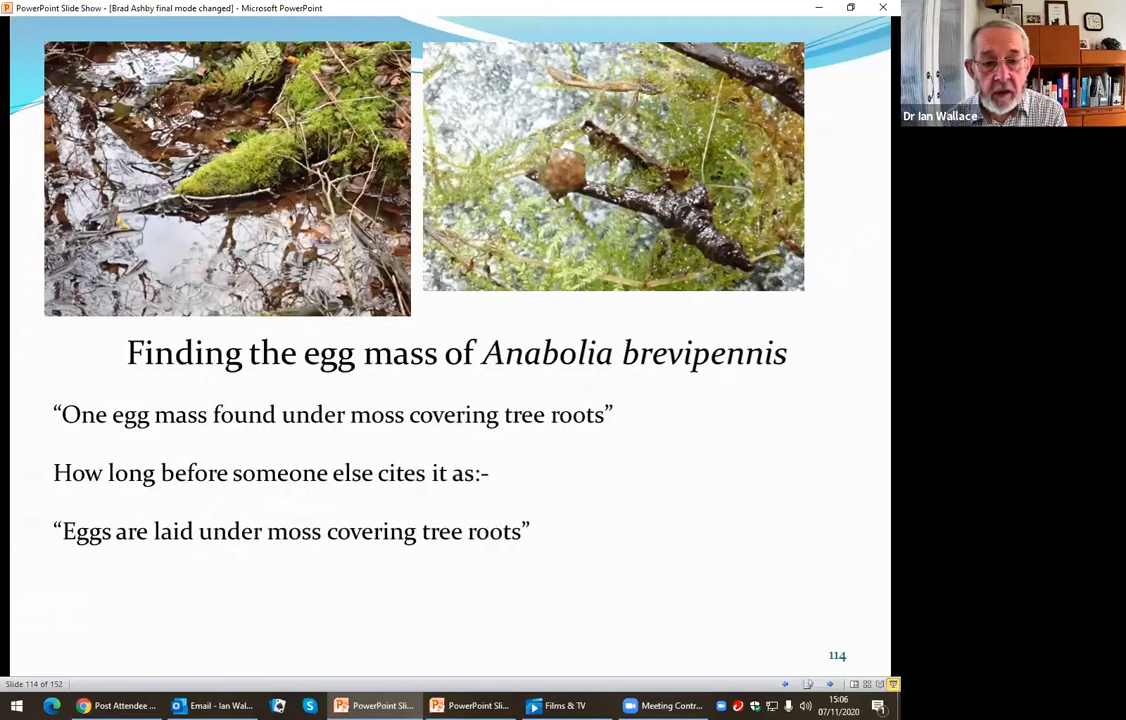 PowerPoint Slide Show - [Brad Ashby final mode changed] - Microsoft PowerPoint
Dr Ian Wallace
Finding the egg mass of Anabolia brevipennis
“One egg mass found under moss covering tree roots”
How long before someone else cites it as:-
“Eggs are laid under moss covering tree roots”
114
Slide 114 of 152
Post Attendee ...
Email - Ian Wal...
PowerPoint Sli...
PowerPoint Sli...
Films & TV
Meeting Contr...
15:06
07/11/2020